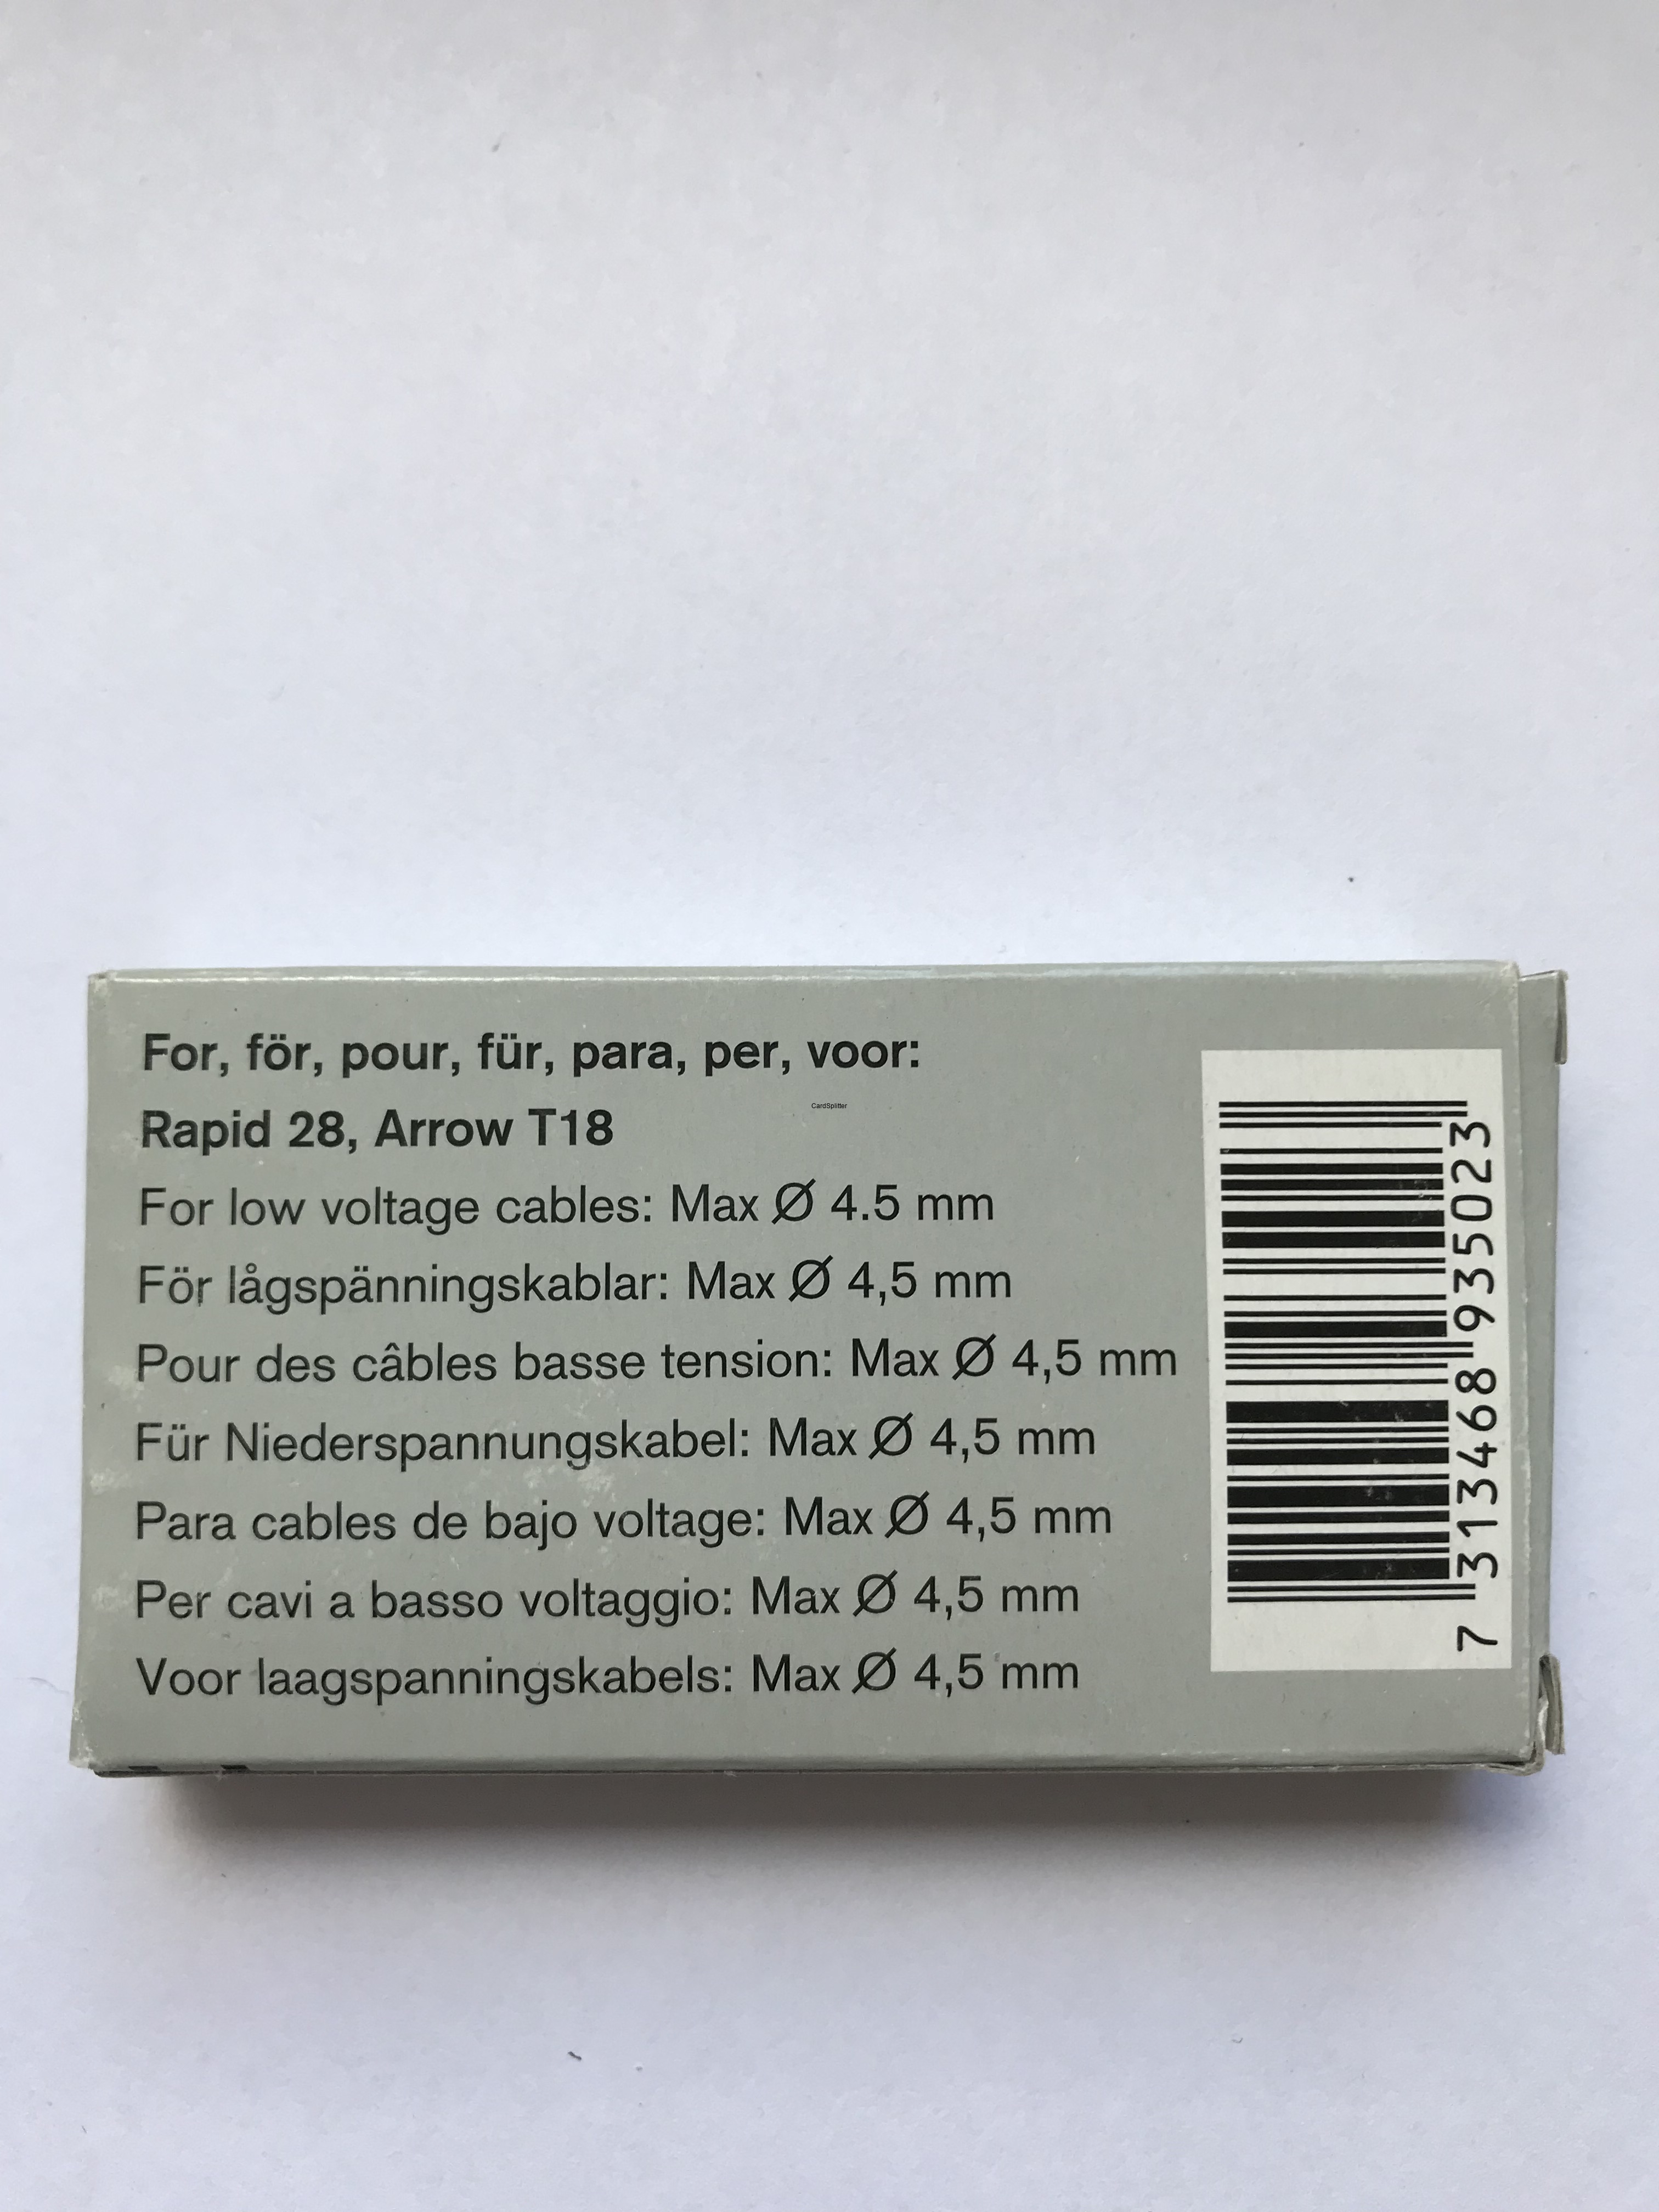 For, för, pour, für, para, per, voor:
Rapid 28, Arrow T18
CardSplitter
For low voltage cables: Max Ø 4.5 mm
För lågspänningskablar: Max Ø 4,5 mm
Pour des câbles basse tension: Max Ø 4,5 mm
Für Niederspannungskabel: Max Ø 4,5 mm
Para cables de bajo voltage: Max Ø 4,5 mm
Per cavi a basso voltaggio: Max Ø 4,5 mm
Voor laagspanningskabels: Max Ø 4,5 mm
7 313468 935023